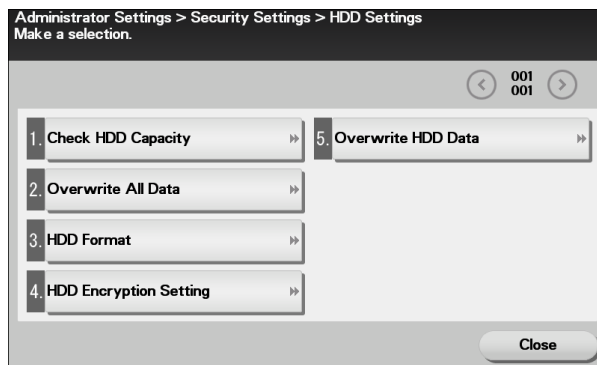 Administrator Settings > Security Settings > HDD Settings
Make a selection.
001
001
1. Check HDD Capacity
2. Overwrite All Data
3. HDD Format
4. HDD Encryption Setting
5. Overwrite HDD Data
Close